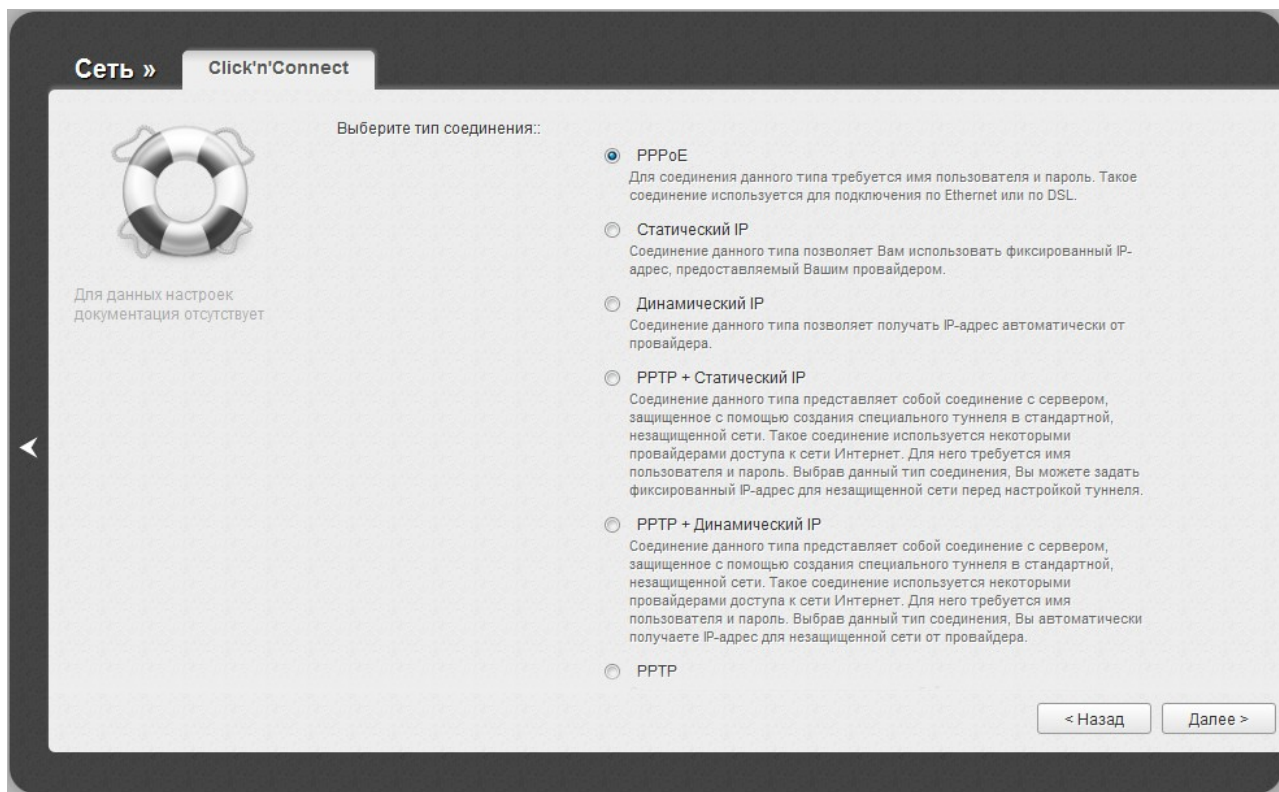 Сеть »
Click'n'Connect
Выберите тип соединения::
Для данных настроек
документация отсутствует
PPPoE
Для соединения данного типа требуется имя пользователя и пароль. Такое
соединение используется для подключения по Ethernet или по DSL.
Статический IP
Соединение данного типа позволяет Вам использовать фиксированный IP-
адрес, предоставляемый Вашим провайдером.
Динамический IP
Соединение данного типа позволяет получать IP-адрес автоматически от
провайдера.
PPTP + Статический IP
Соединение данного типа представляет собой соединение с сервером,
защищенное с помощью создания специального туннеля в стандартной,
незащищенной сети. Такое соединение используется некоторыми
провайдерами доступа к сети Интернет. Для него требуется имя
пользователя и пароль. Выбрав данный тип соединения, Вы можете задать
фиксированный IP-адрес для незащищенной сети перед настройкой туннеля.
PPTP + Динамический IP
Соединение данного типа представляет собой соединение с сервером,
защищенное с помощью создания специального туннеля в стандартной,
незащищенной сети. Такое соединение используется некоторыми
провайдерами доступа к сети Интернет. Для него требуется имя
пользователя и пароль. Выбрав данный тип соединения, Вы автоматически
получаете IP-адрес для незащищенной сети от провайдера.
PPTP
< Назад
Далее >